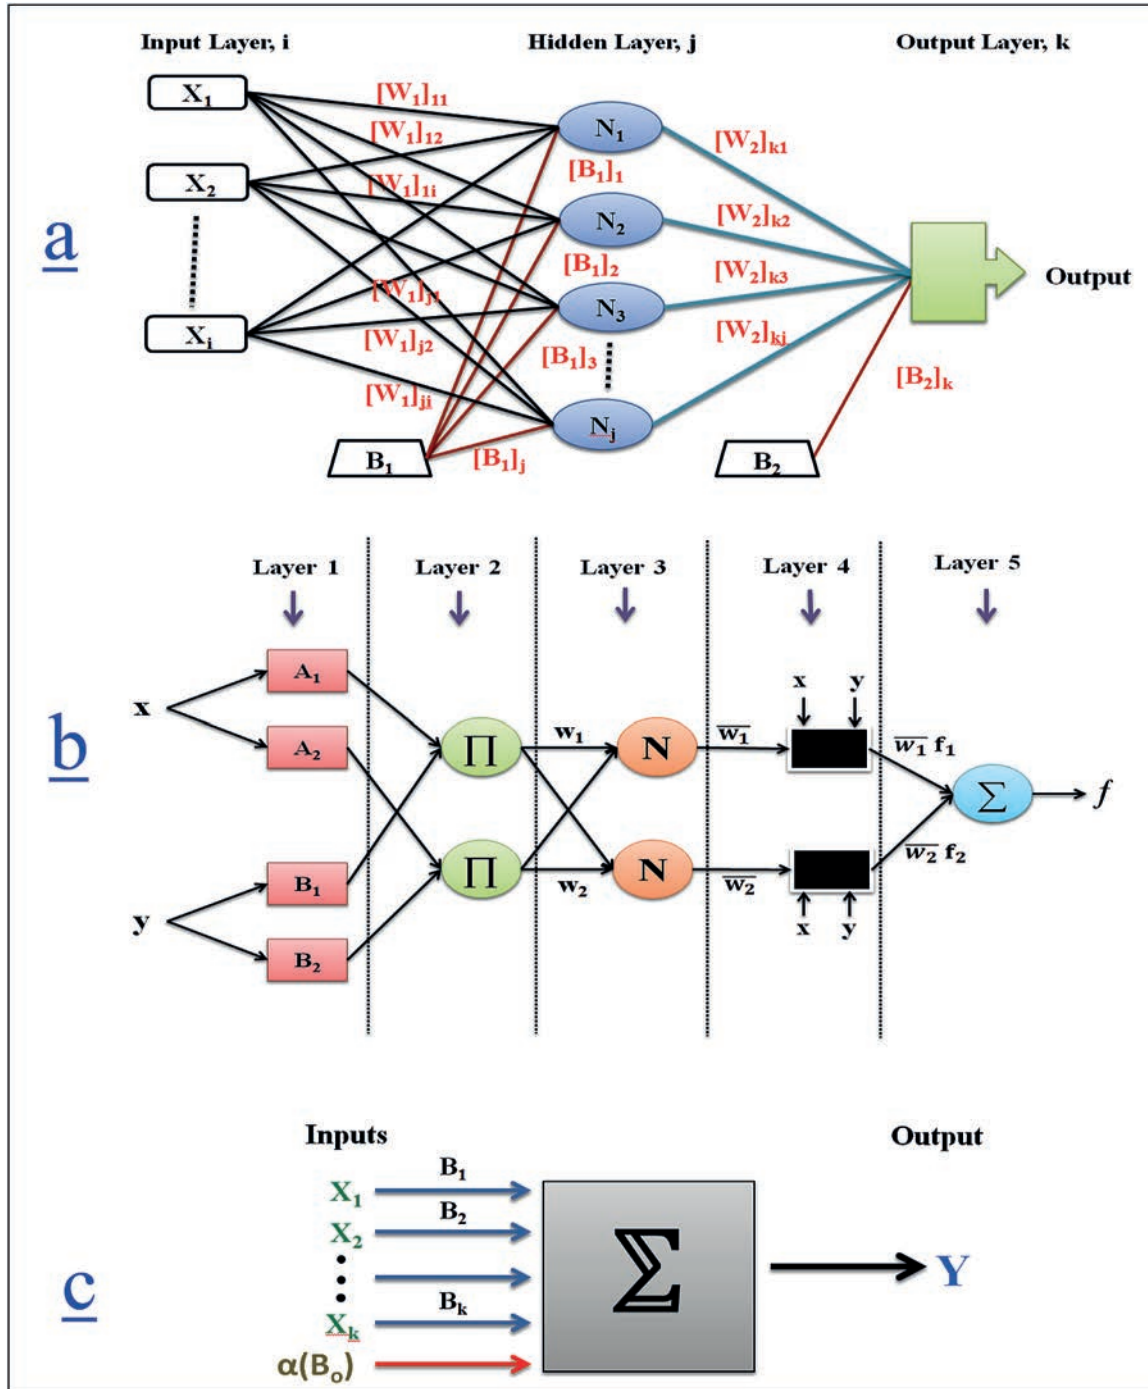 Input Layer, i Hidden Layer, j Output Layer, k
X₁
[W₁]₁₁
N₁
[W₁]₁₂
[W₂]ₖ₁
X₂
[W₁]₁ᵢ
[B₁]₁
N₂
[W₂]ₖ₂
a
[B₁]₂
[W₂]ₖ₃
Output
[W₁]ⱼ₁
N₃
Xᵢ
[W₁]ⱼ₂
[B₁]₃
[W₂]ₖⱼ
[W₁]ⱼᵢ
[B₂]ₖ
Nⱼ
B₁
[B₁]ⱼ
B₂
Layer 1 Layer 2 Layer 3 Layer 4 Layer 5
A₁
x y
x
b
A₂
∏
w₁
N
w̅₁
w̅₁ f₁
∑
f
B₁
∏
w₂
N
w̅₂
w̅₂ f₂
y
x y
B₂
Inputs Output
X₁ B₁
X₂ B₂
∑
Y
c
Xₖ Bₖ
α(Bₒ)